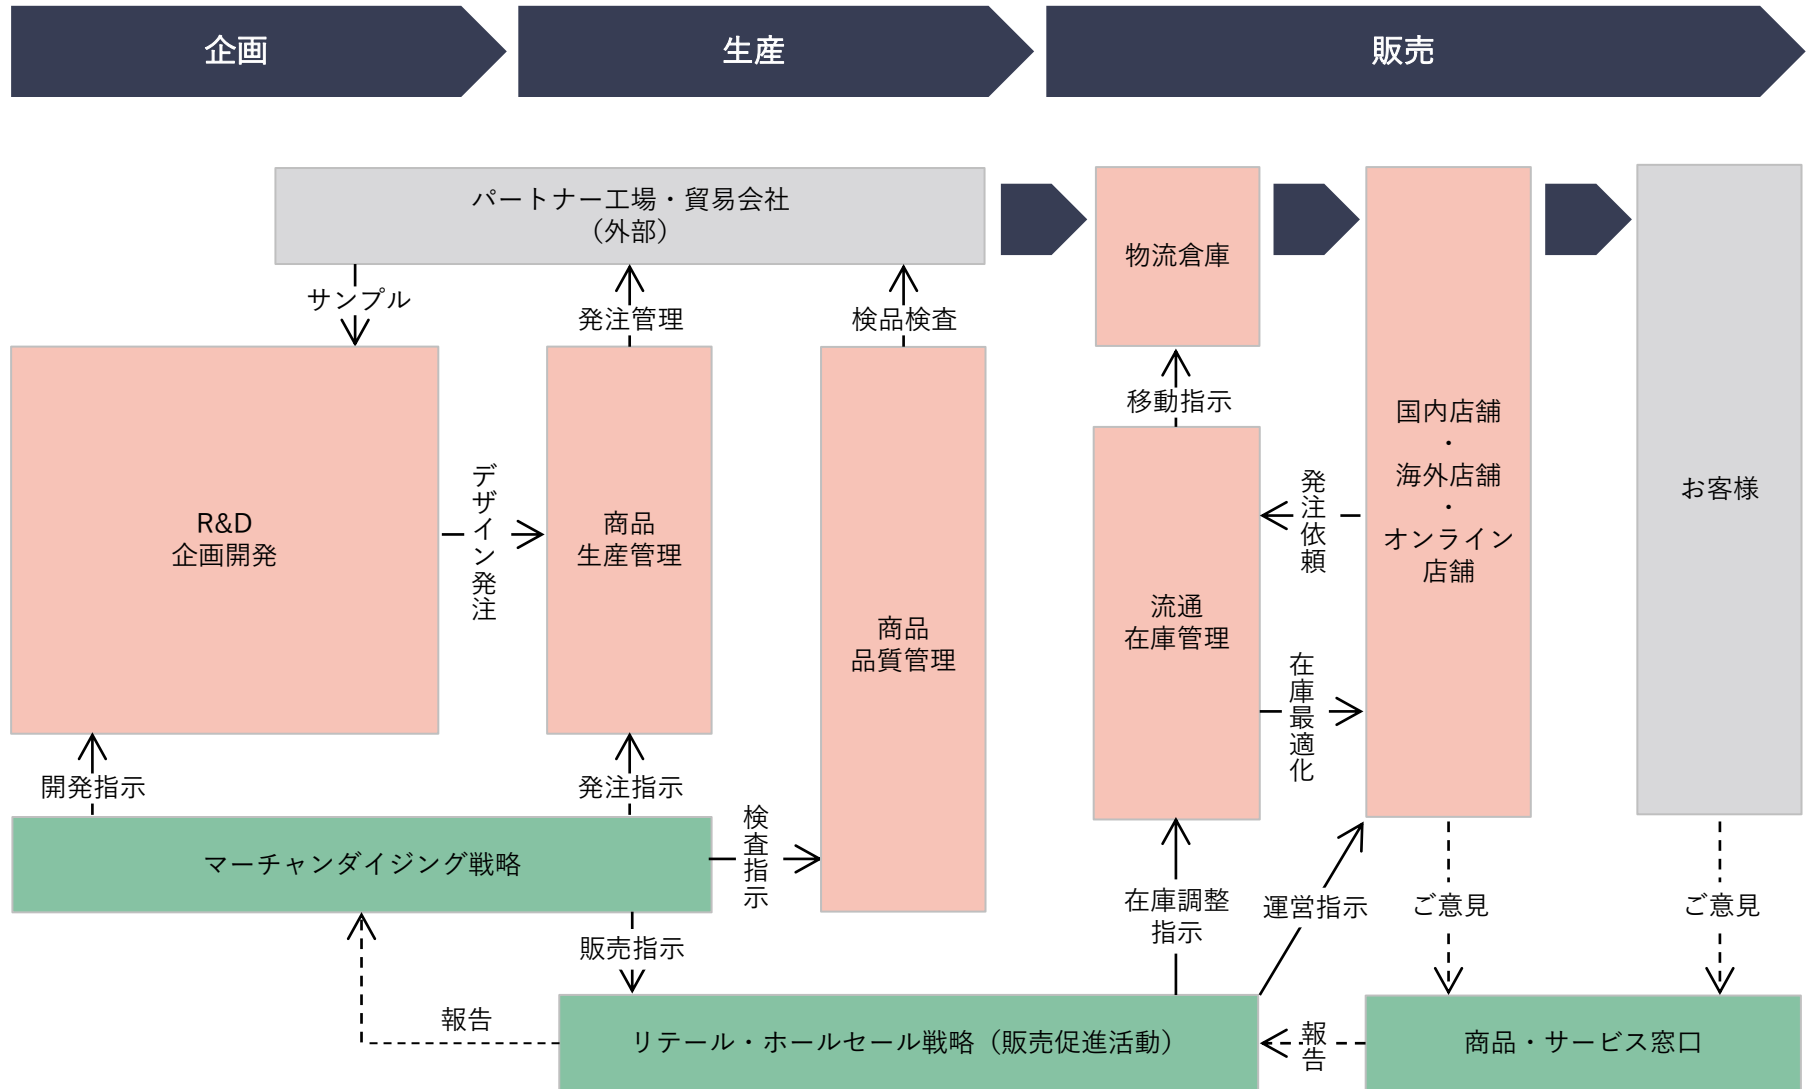 企画
生産
販売
パートナー工場・貿易会社
（外部）
物流倉庫
国内店舗
・
海外店舗
・
オンライン
店舗
お客様
サンプル
発注管理
検品検査
移動指示
R&D
企画開発
デザイン発注
商品
生産管理
商品
品質管理
流通
在庫管理
発注依頼
在庫最適化
開発指示
発注指示
検査指示
マーチャンダイジング戦略
販売指示
在庫調整
指示
運営指示
ご意見
ご意見
報告
リテール・ホールセール戦略（販売促進活動）
報告
商品・サービス窓口